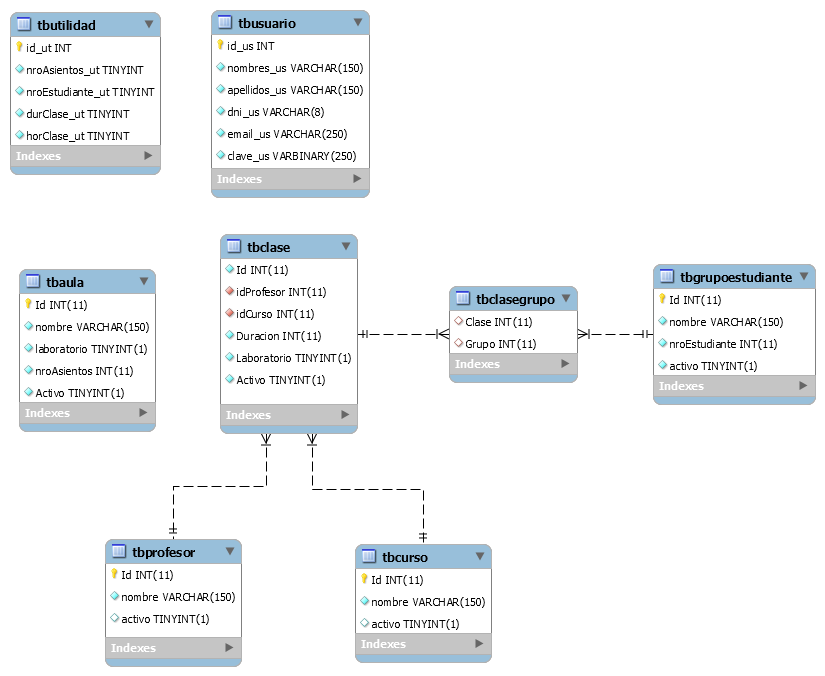 tbutilidad
id_ut INT
nroAsientos_ut TINYINT
nroEstudiante_ut TINYINT
durClase_ut TINYINT
horClase_ut TINYINT
Indexes
tbusuario
id_us INT
nombres_us VARCHAR(150)
apellidos_us VARCHAR(150)
dni_us VARCHAR(8)
email_us VARCHAR(250)
clave_us VARBINARY(250)
Indexes
tbaula
Id INT(11)
nombre VARCHAR(150)
laboratorio TINYINT(1)
nroAsientos INT(11)
Activo TINYINT(1)
Indexes
tbclase
Id INT(11)
idProfesor INT(11)
idCurso INT(11)
Duracion INT(11)
Laboratorio TINYINT(1)
Activo TINYINT(1)
Indexes
tbclasegrupo
Clase INT(11)
Grupo INT(11)
Indexes
tbgrupoestudiante
Id INT(11)
nombre VARCHAR(150)
nroEstudiante INT(11)
activo TINYINT(1)
Indexes
tbprofesor
Id INT(11)
nombre VARCHAR(150)
activo TINYINT(1)
Indexes
tbcurso
Id INT(11)
nombre VARCHAR(150)
activo TINYINT(1)
Indexes